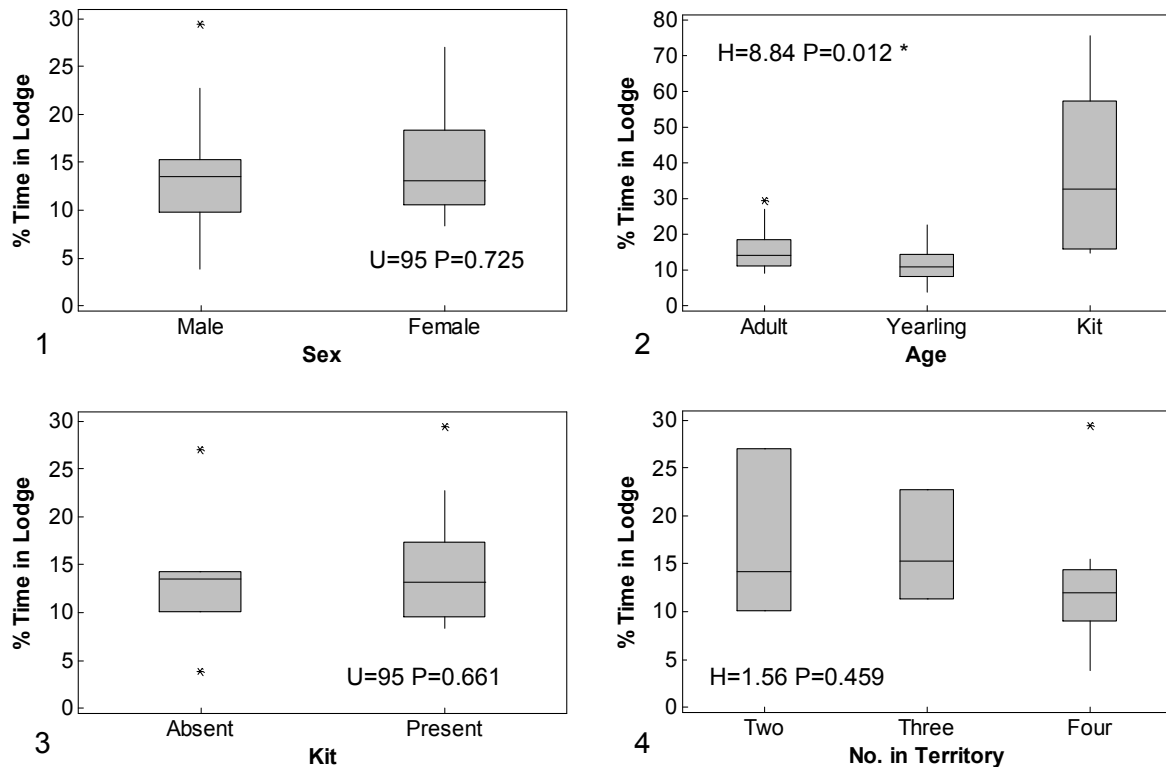 % Time in Lodge
30
25
20
15
10
5
0
*
U=95 P=0.725
Male Female
Sex
1
% Time in Lodge
80
70
60
50
40
30
20
10
0
H=8.84 P=0.012 *
*
Adult Yearling Kit
Age
2
% Time in Lodge
30
25
20
15
10
5
0
*
*
*
U=95 P=0.661
Absent Present
Kit
3
% Time in Lodge
30
25
20
15
10
5
0
*
H=1.56 P=0.459
Two Three Four
No. in Territory
4